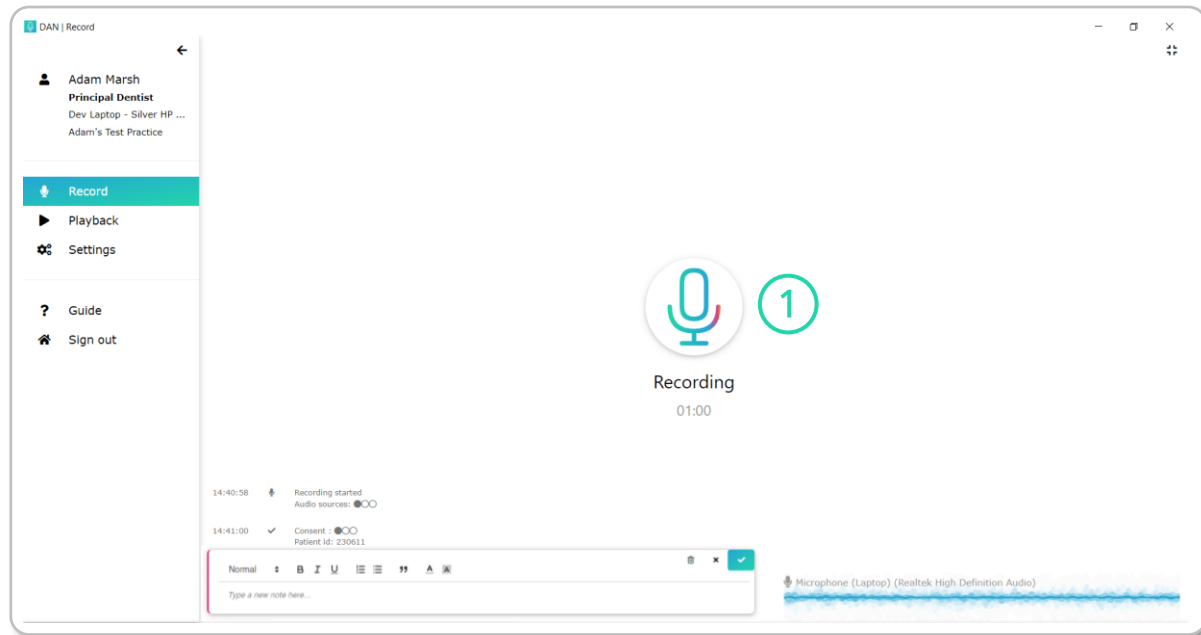 DAN | Record
Adam Marsh
Principal Dentist
Dev Laptop - Silver HP ...
Adam's Test Practice
Record
Playback
Settings
Guide
Sign out
1
Recording
01:00
14:40:58 Recording started
Audio sources:
14:41:00 Consent :
Patient id: 230611
Normal B I U A A
Type a new note here...
Microphone (Laptop) (Realtek High Definition Audio)